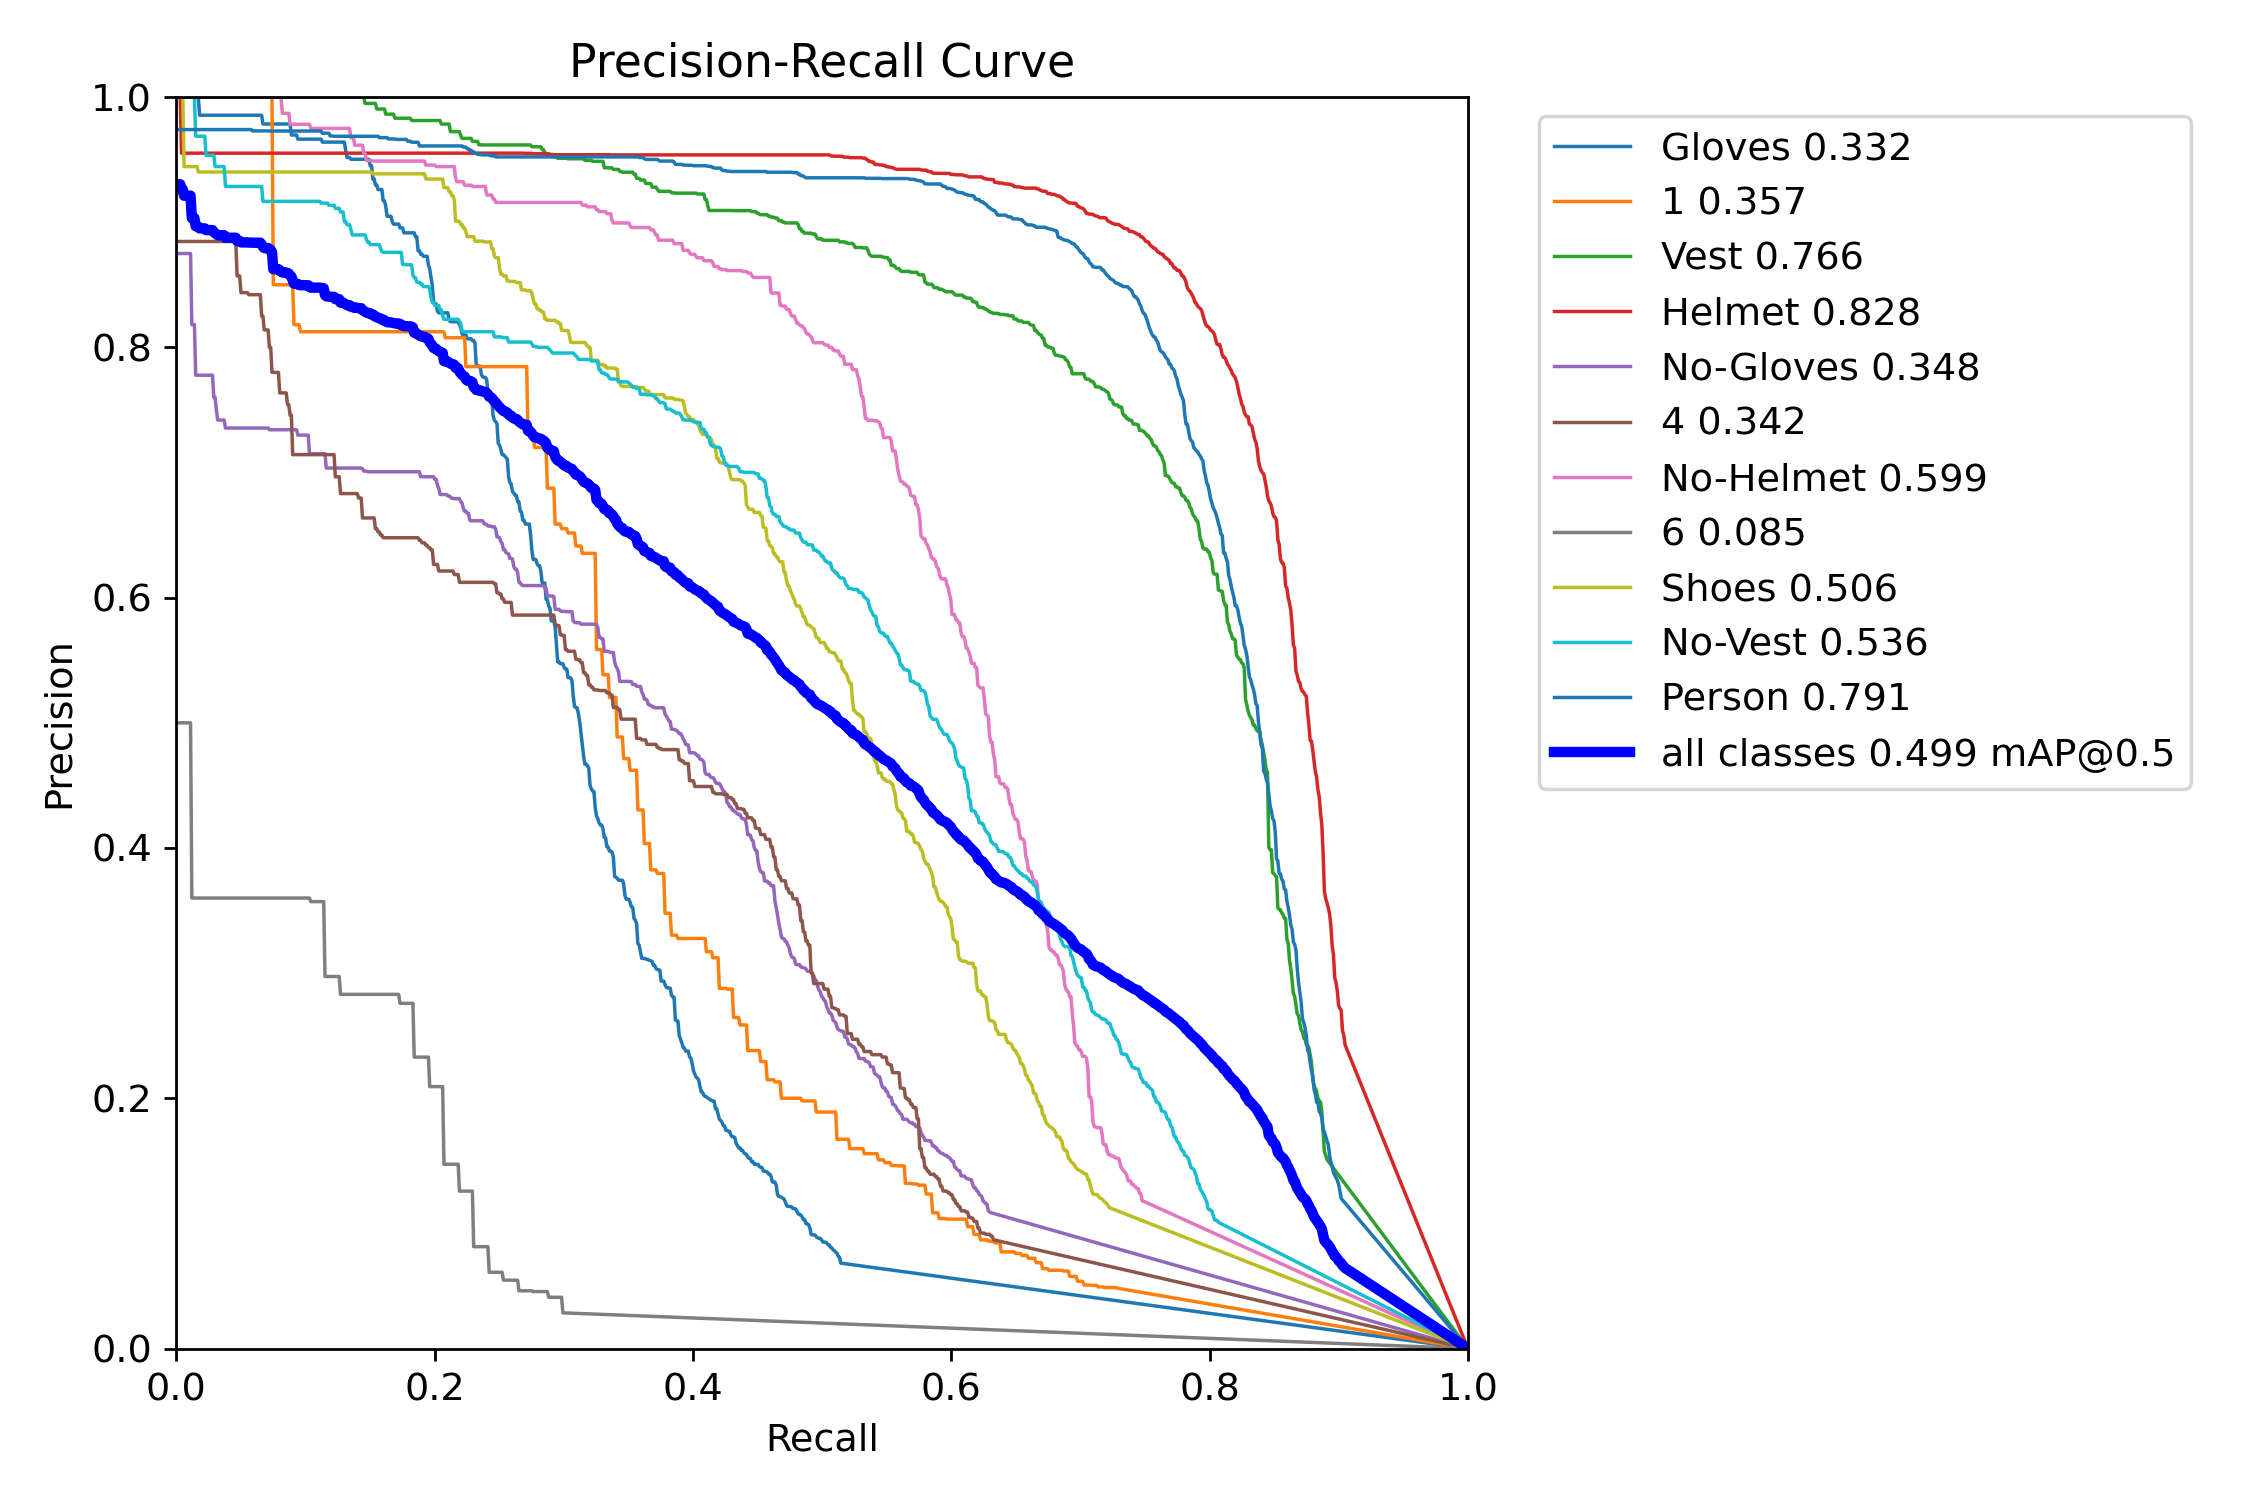 Precision-Recall Curve
1.0
0.8
0.6
0.4
0.2
0.0
Precision
0.0 0.2 0.4 0.6 0.8 1.0
Recall
Gloves 0.332
1 0.357
Vest 0.766
Helmet 0.828
No-Gloves 0.348
4 0.342
No-Helmet 0.599
6 0.085
Shoes 0.506
No-Vest 0.536
Person 0.791
all classes 0.499 mAP@0.5